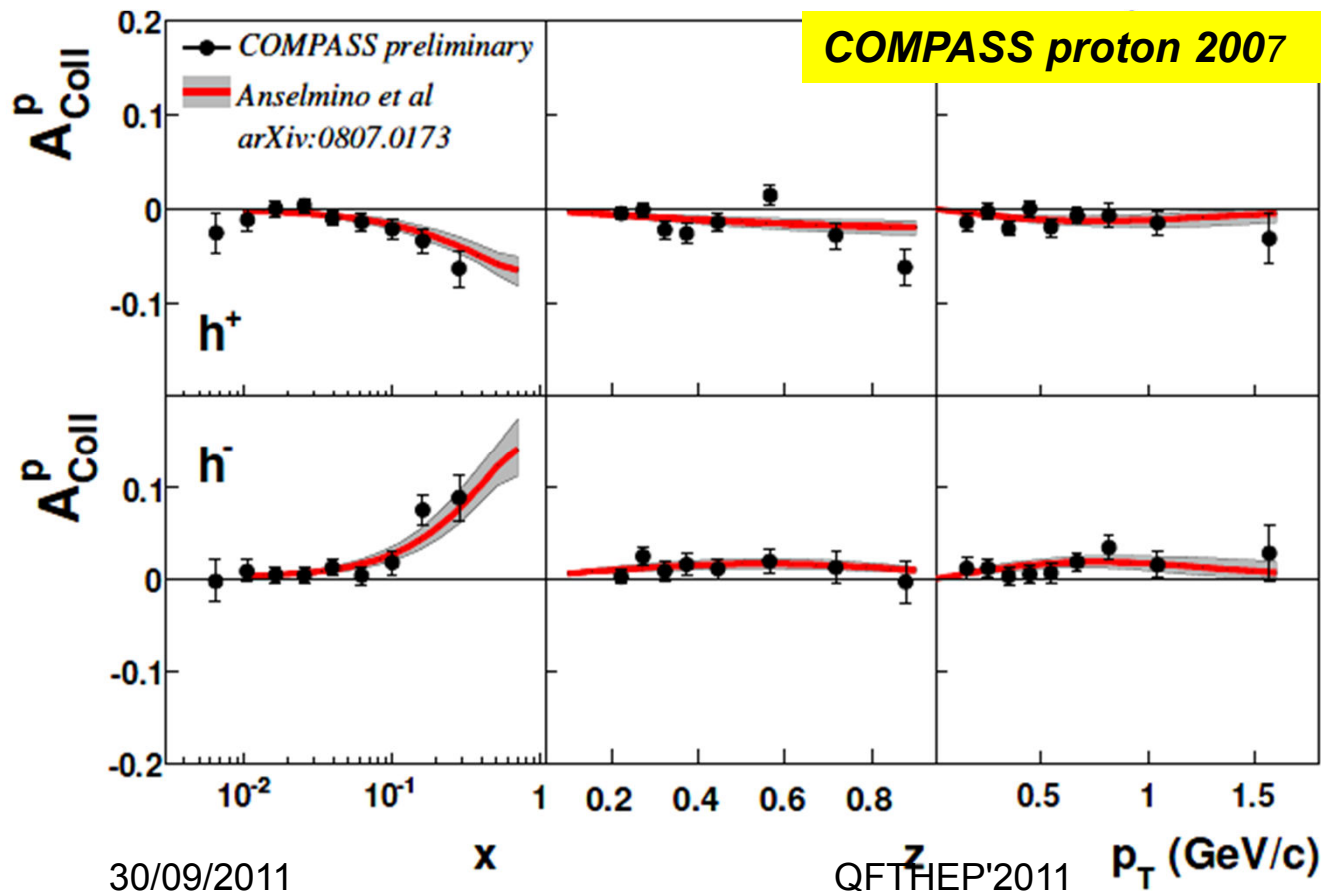 COMPASS proton 2007
COMPASS preliminary
Anselmino et al
arXiv:0807.0173
A^p_Coll
0.2
0.1
0
-0.1
h^+
A^p_Coll
0.1
0
-0.1
-0.2
h^-
10^-2 10^-1 1
0.2 0.4 0.6 0.8
0.5 1 1.5
x
z
p_T (GeV/c)
30/09/2011
QFTHEP'2011